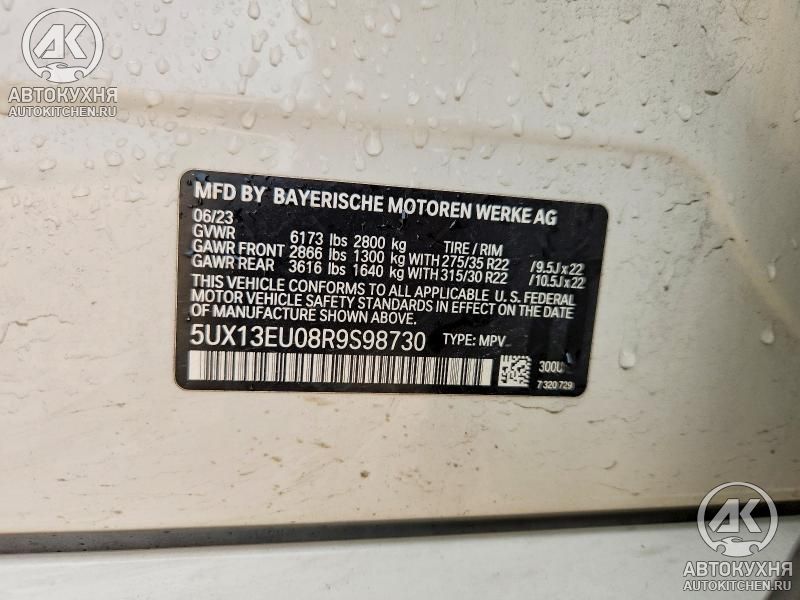 АК
АВТОКУХНЯ
AUTOKITCHEN.RU
MFD BY BAYERISCHE MOTOREN WERKE AG
06/23
GVWR 6173 lbs 2800 kg TIRE / RIM
GAWR FRONT 2866 lbs 1300 kg WITH 275/35 R22 /9.5J x 22
GAWR REAR 3616 lbs 1640 kg WITH 315/30 R22 /10.5J x 22
THIS VEHICLE CONFORMS TO ALL APPLICABLE U. S. FEDERAL
MOTOR VEHICLE SAFETY STANDARDS IN EFFECT ON THE DATE
OF MANUFACTURE SHOWN ABOVE.
5UX13EU08R9S98730 TYPE: MPV
300U
7 320 729
АК
АВТОКУХНЯ
AUTOKITCHEN.RU